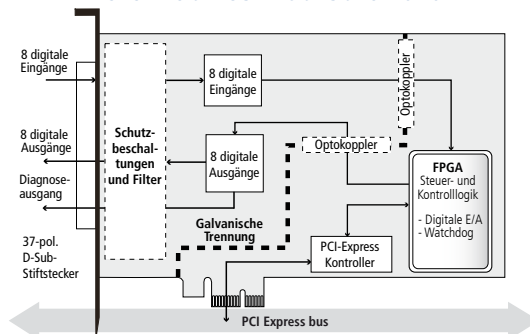 8 digitale
Eingänge
8 digitale
Ausgänge
Diagnose-
ausgang
37-pol.
D-Sub-
Stiftstecker
Schutz-
beschal-
tungen
und Filter
8 digitale
Eingänge
8 digitale
Ausgänge
Optokoppler
Optokoppler
Galvanische
Trennung
FPGA
Steuer- und
Kontrolllogik
- Digitale E/A
- Watchdog
PCI-Express
Kontroller
PCI Express bus